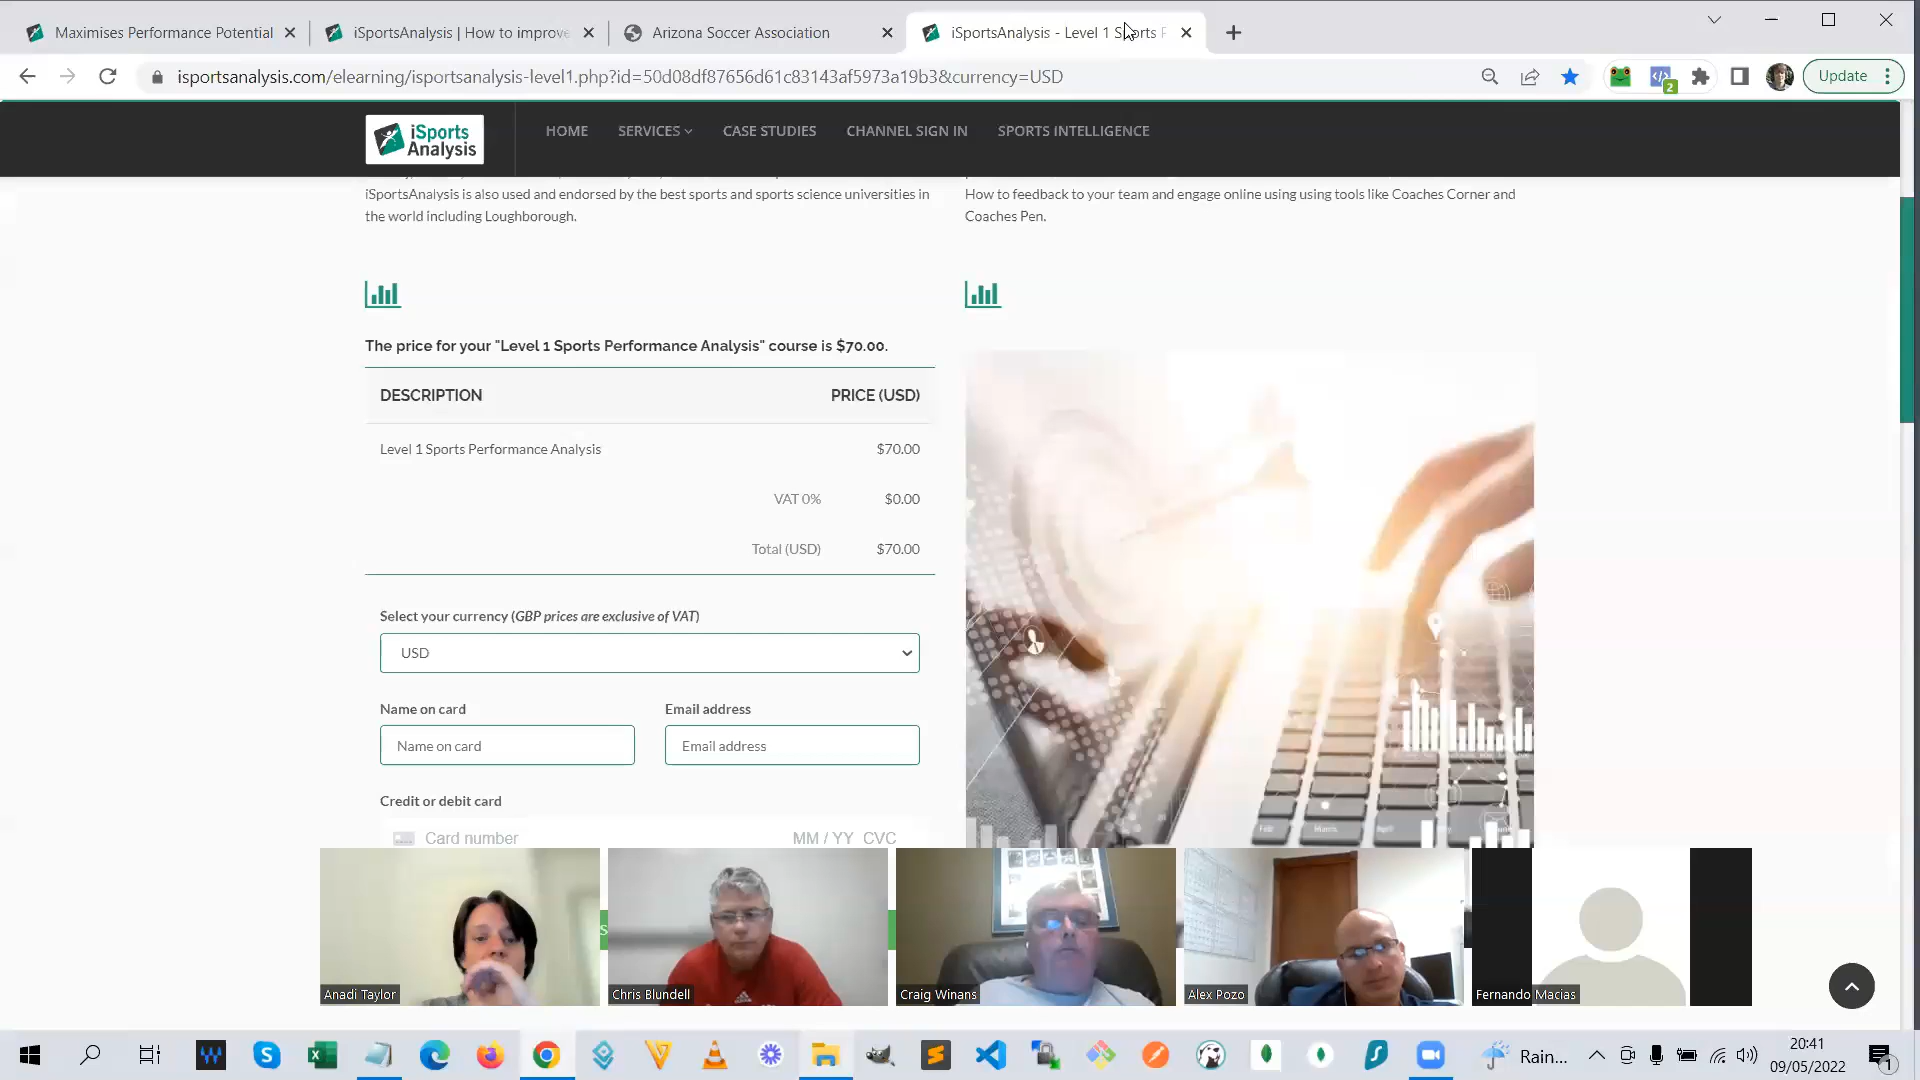 Maximises Performance Potential
iSportsAnalysis | How to improve
Arizona Soccer Association
iSportsAnalysis - Level 1 Sports P
isportsanalysis.com/elearning/isportsanalysis-level1.php?id=50d08df87656d61c83143af5973a19b3&currency=USD
2
Update
iSports
Analysis
HOME
SERVICES
CASE STUDIES
CHANNEL SIGN IN
SPORTS INTELLIGENCE
iSportsAnalysis is also used and endorsed by the best sports and sports science universities in
the world including Loughborough.
How to feedback to your team and engage online using using tools like Coaches Corner and
Coaches Pen.
The price for your "Level 1 Sports Performance Analysis" course is $70.00.
DESCRIPTION PRICE (USD)
Level 1 Sports Performance Analysis $70.00
VAT 0% $0.00
Total (USD) $70.00
Select your currency (GBP prices are exclusive of VAT)
USD
Name on card Email address
Name on card Email address
Credit or debit card
Card number MM / YY CVC
Anadi Taylor
Chris Blundell
Craig Winans
Alex Pozo
Fernando Macias
Rain...
20:41
09/05/2022
1